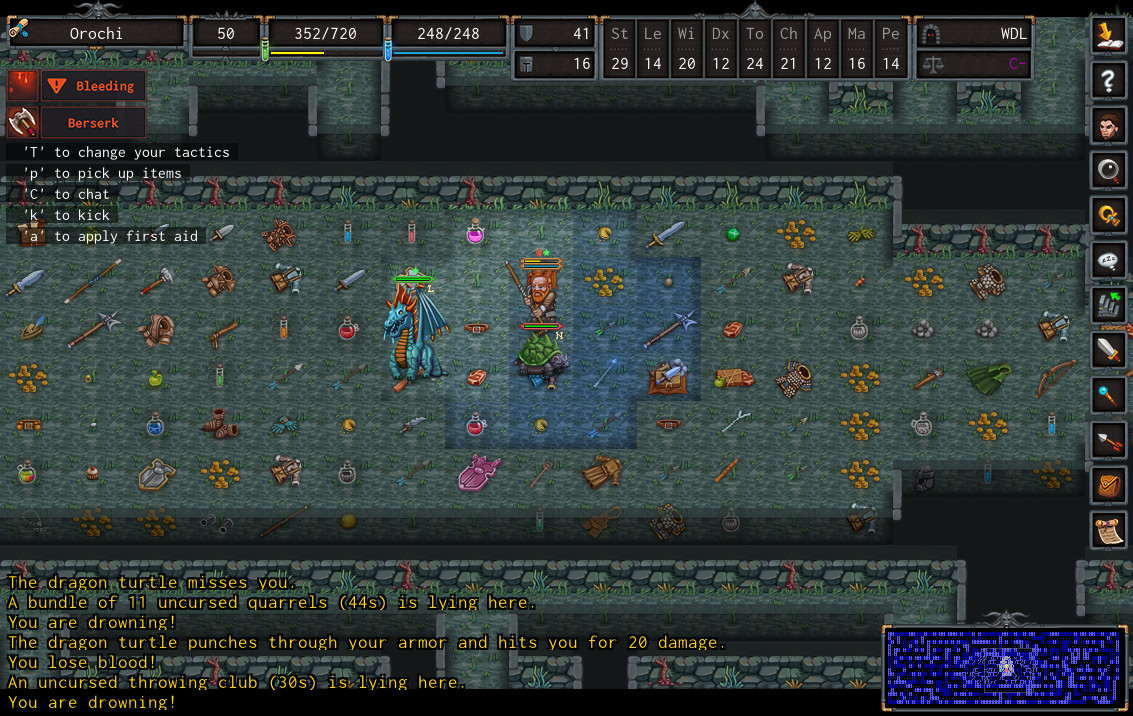 Orochi 50 352/720 248/248 41 St Le Wi Dx To Ch Ap Ma Pe WDL
16 29 14 20 12 24 21 12 16 14 C-
Bleeding
Berserk
'T' to change your tactics
'p' to pick up items
'C' to chat
'k' to kick
'a' to apply first aid
L
N
The dragon turtle misses you.
A bundle of 11 uncursed quarrels (44s) is lying here.
You are drowning!
The dragon turtle punches through your armor and hits you for 20 damage.
You lose blood!
An uncursed throwing club (30s) is lying here.
You are drowning!